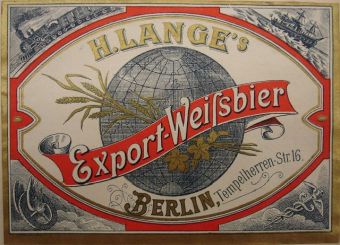 H. LANGE's
Export-Weiſsbier
BERLIN, Tempelherren-Str. 16.